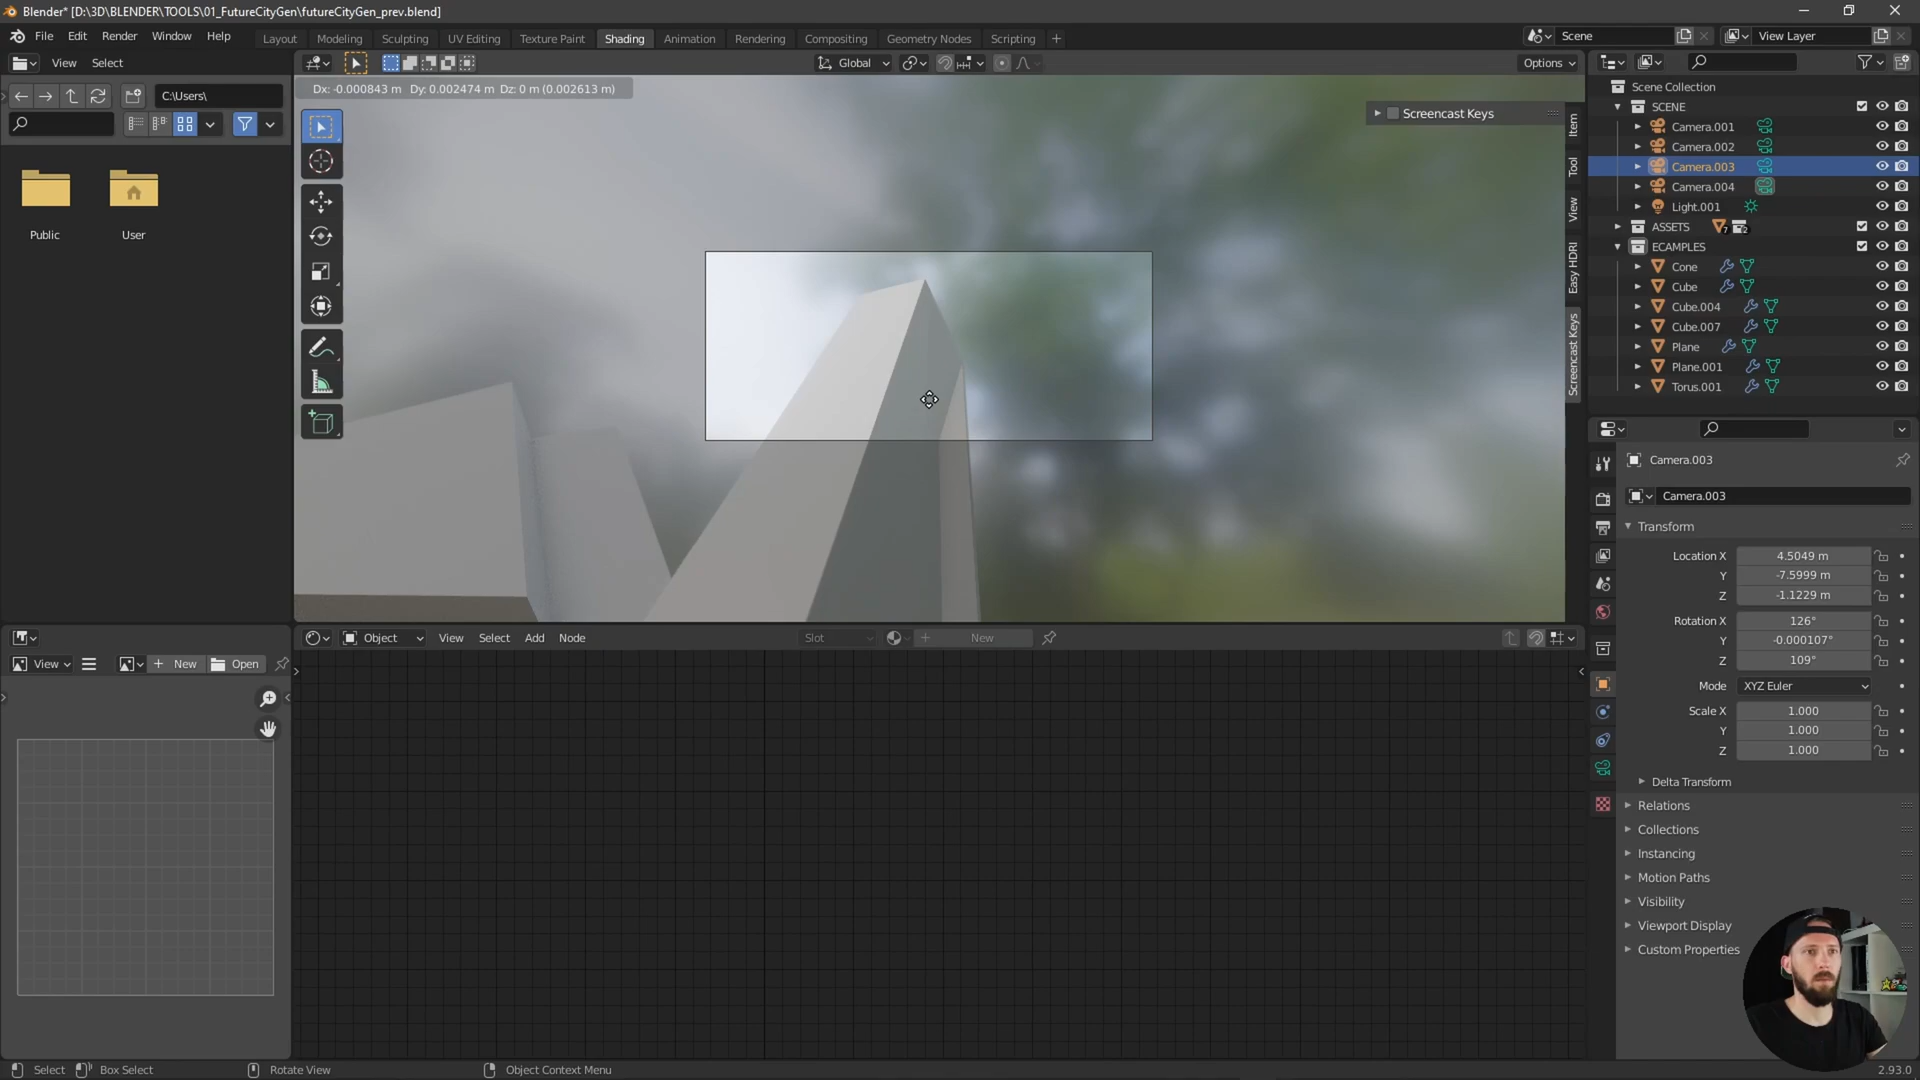 Blender* [D:\3D\BLENDER\TOOLS\01_FutureCityGen\futureCityGen_prev.blend]
File Edit Render Window Help
Layout Modeling Sculpting UV Editing Texture Paint Shading Animation Rendering Compositing Geometry Nodes Scripting +
Scene View Layer
View Select
Global Options
C:\Users\
Dx: -0.000843 m Dy: 0.002474 m Dz: 0 m (0.002613 m)
Screencast Keys
Item
Tool
View
Easy HDRI
Screencast Keys
Public User
Scene Collection
SCENE
Camera.001
Camera.002
Camera.003
Camera.004
Light.001
ASSETS 7 2
ECAMPLES
Cone
Cube
Cube.004
Cube.007
Plane
Plane.001
Torus.001
Camera.003
Camera.003
Transform
Location X 4.5049 m
Y -7.5999 m
Z -1.1229 m
Rotation X 126°
Y -0.000107°
Z 109°
Mode XYZ Euler
Scale X 1.000
Y 1.000
Z 1.000
Delta Transform
Relations
Collections
Instancing
Motion Paths
Visibility
Viewport Display
Custom Properties
Object View Select Add Node Slot New
View New Open
Select Box Select Rotate View Object Context Menu 2.93.0